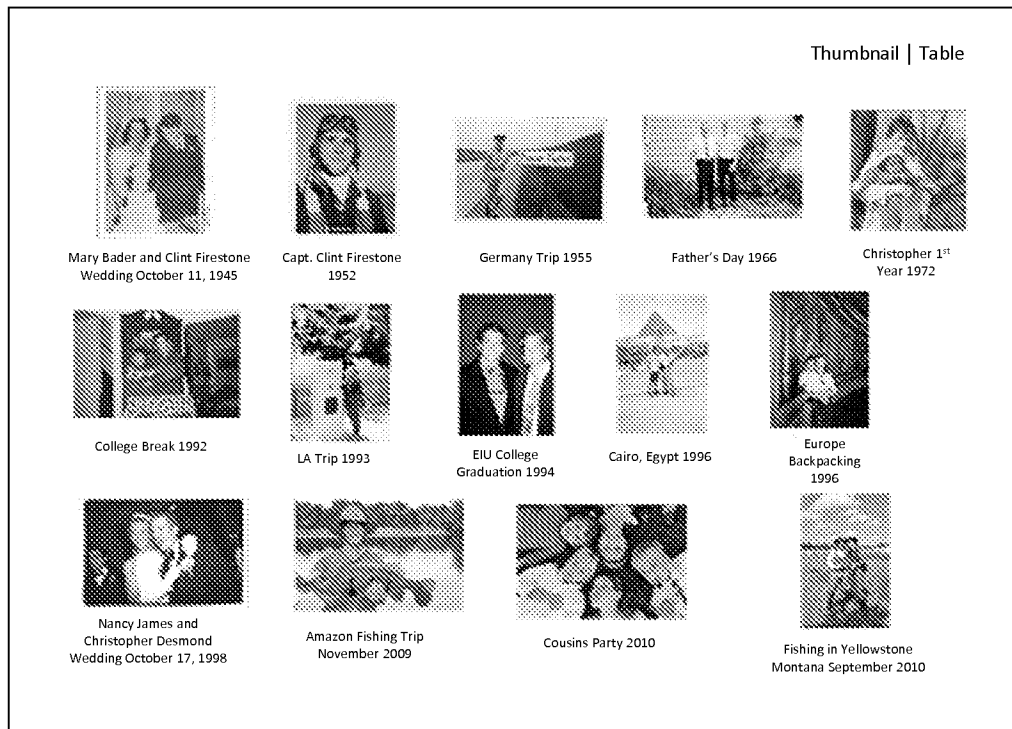 Thumbnail | Table
Mary Bader and Clint Firestone
Wedding October 11, 1945
Capt. Clint Firestone
1952
Germany Trip 1955
Father's Day 1966
Christopher 1st
Year 1972
College Break 1992
LA Trip 1993
EIU College
Graduation 1994
Cairo, Egypt 1996
Europe
Backpacking
1996
Nancy James and
Christopher Desmond
Wedding October 17, 1998
Amazon Fishing Trip
November 2009
Cousins Party 2010
Fishing in Yellowstone
Montana September 2010